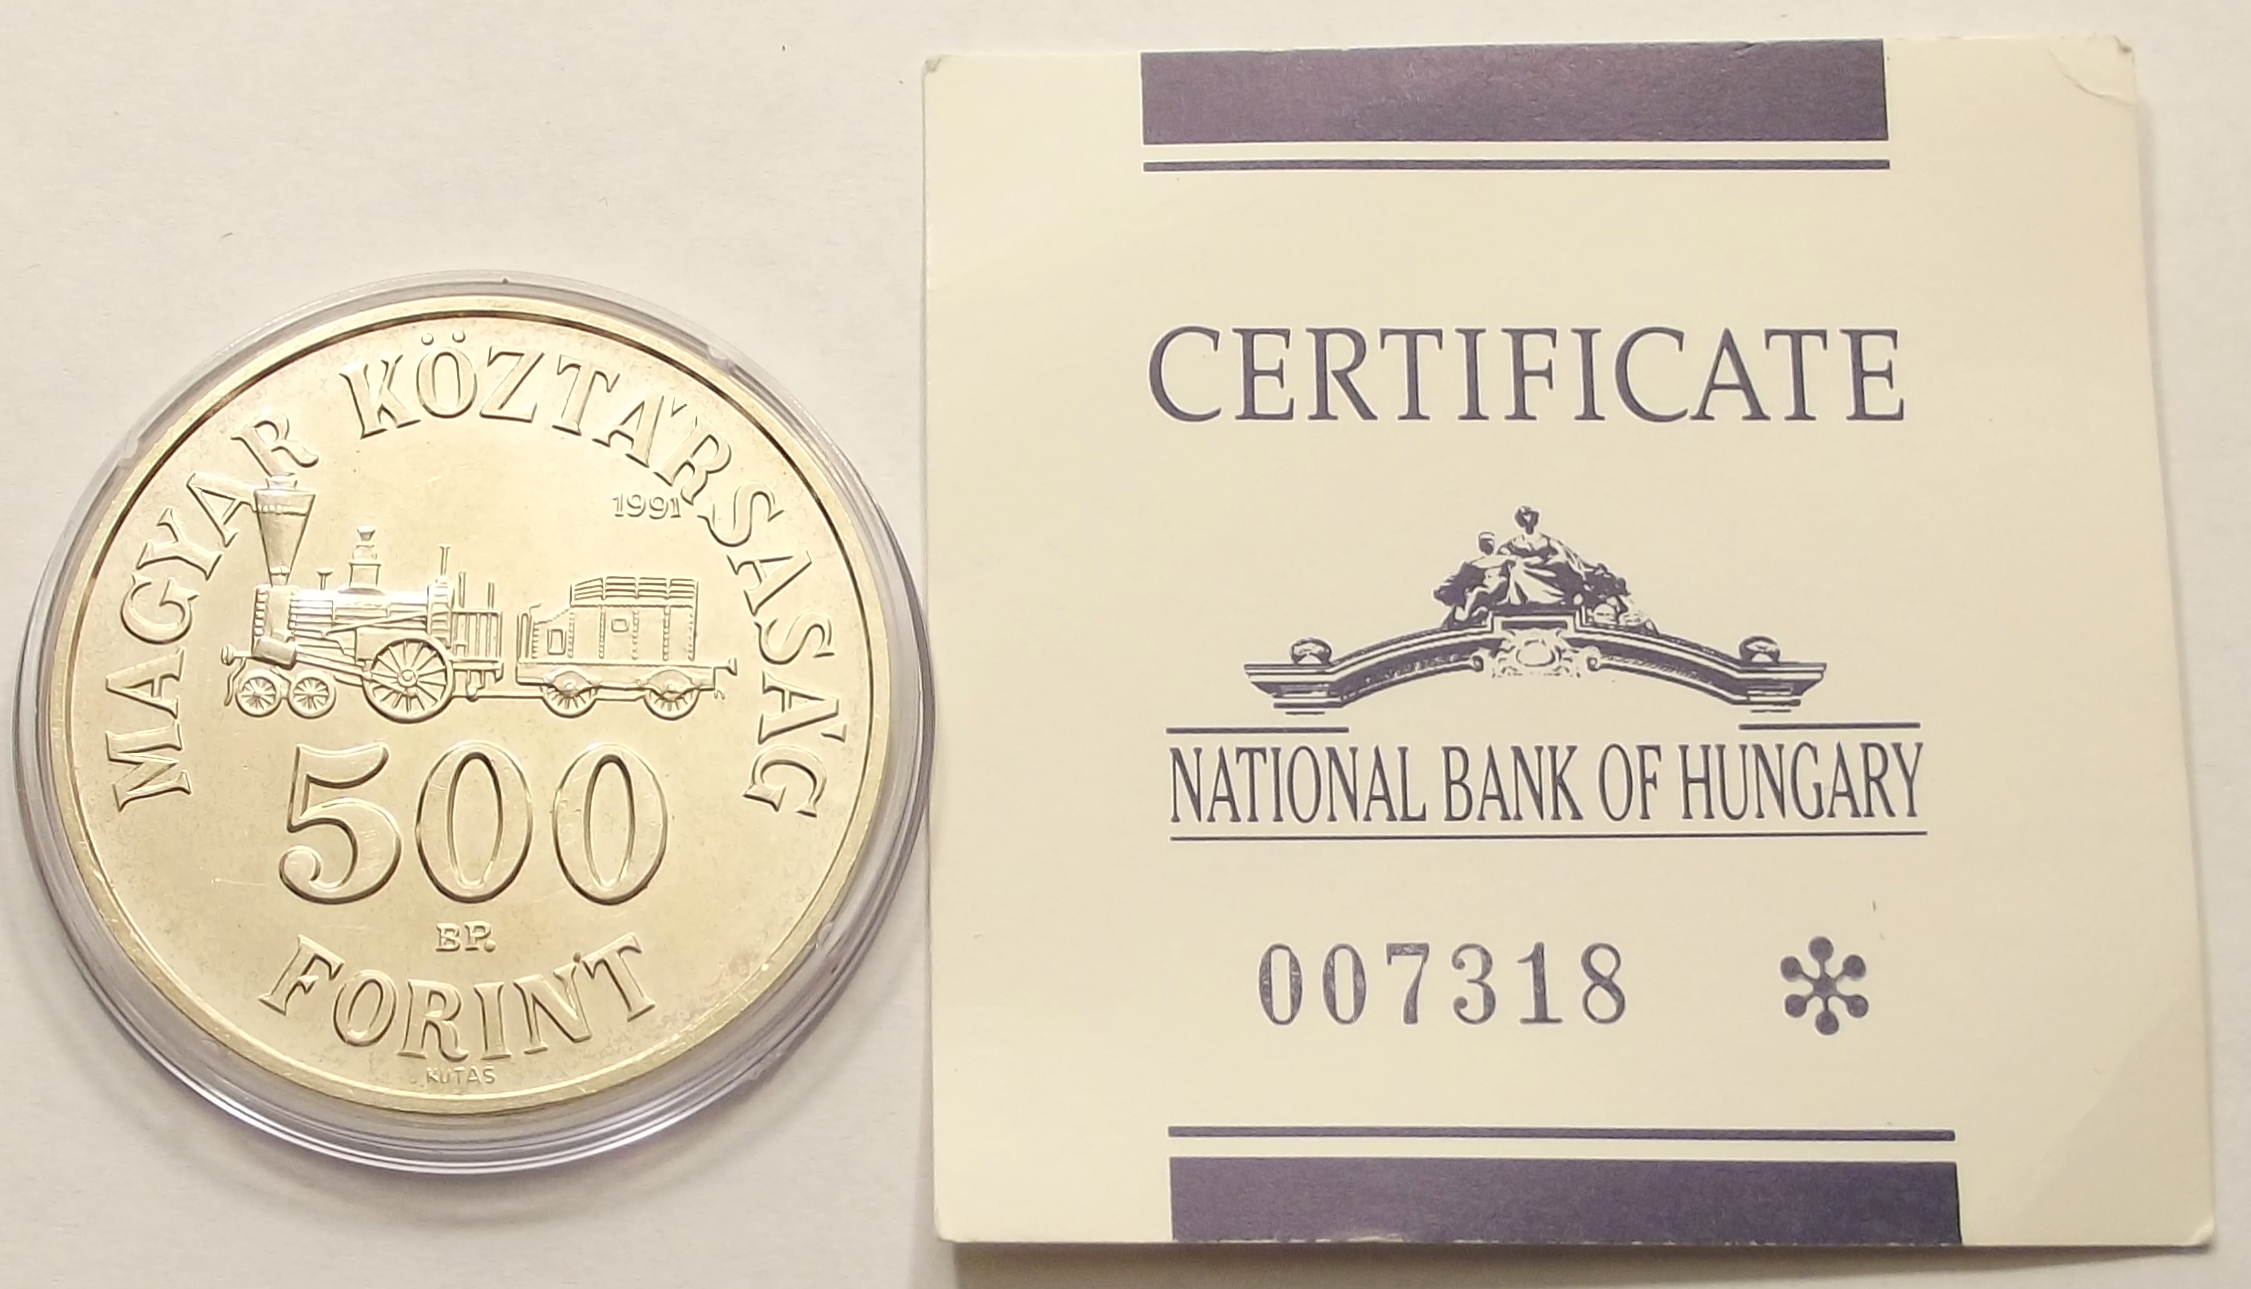 MAGYAR KÖZTÁRSASÁG
1991
500
BP.
FORINT
KUTAS
CERTIFICATE
NATIONAL BANK OF HUNGARY
007318